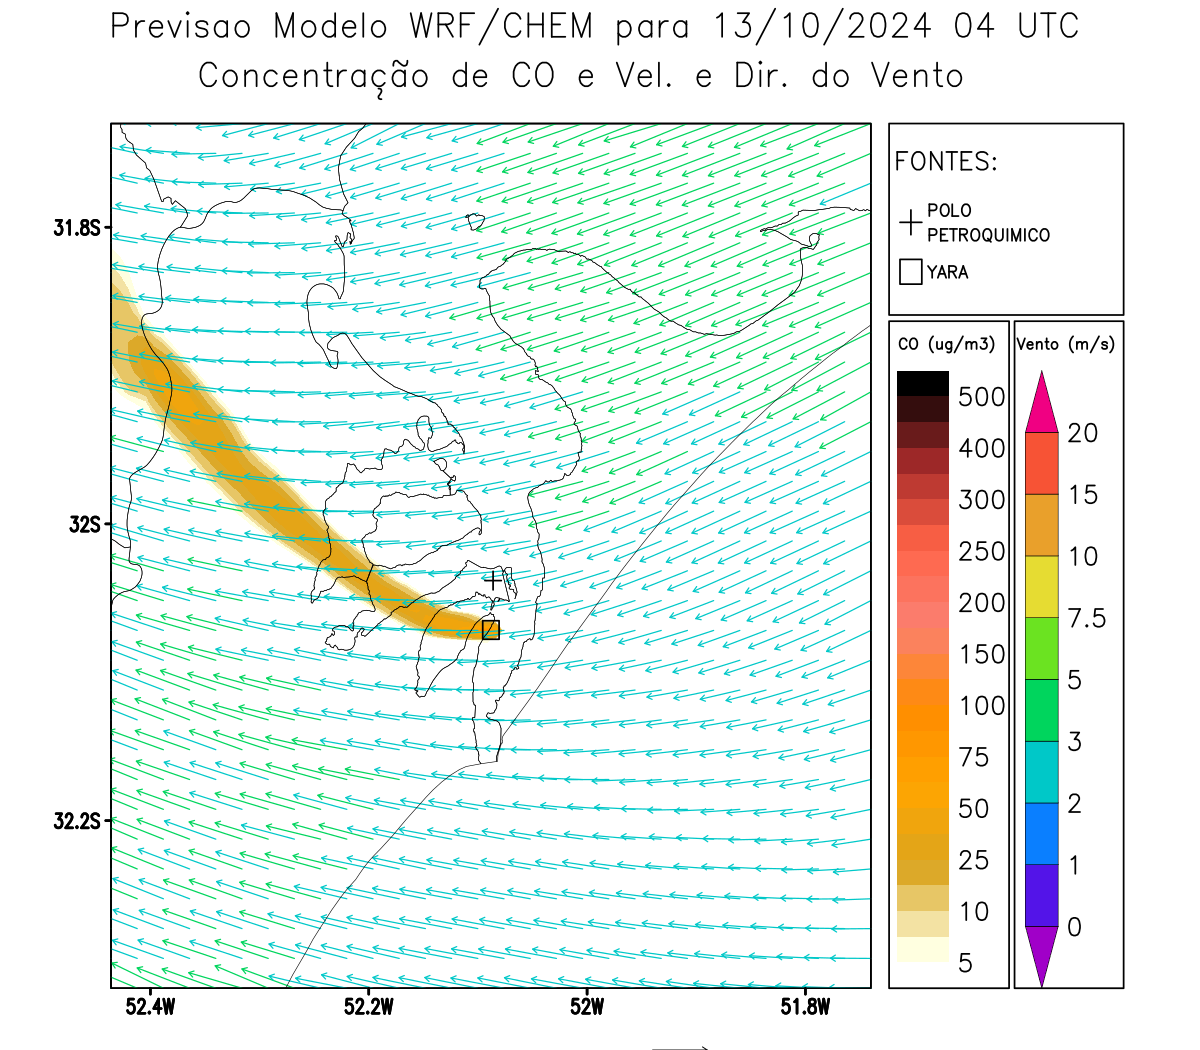 Previsao Modelo WRF/CHEM para 13/10/2024 04 UTC
Concentração de CO e Vel. e Dir. do Vento
FONTES:
POLO
PETROQUIMICO
YARA
CO (ug/m3)
500
400
300
250
200
150
100
75
50
25
10
5
Vento (m/s)
20
15
10
7.5
5
3
2
1
0
31.8S
32S
32.2S
52.4W
52.2W
52W
51.8W